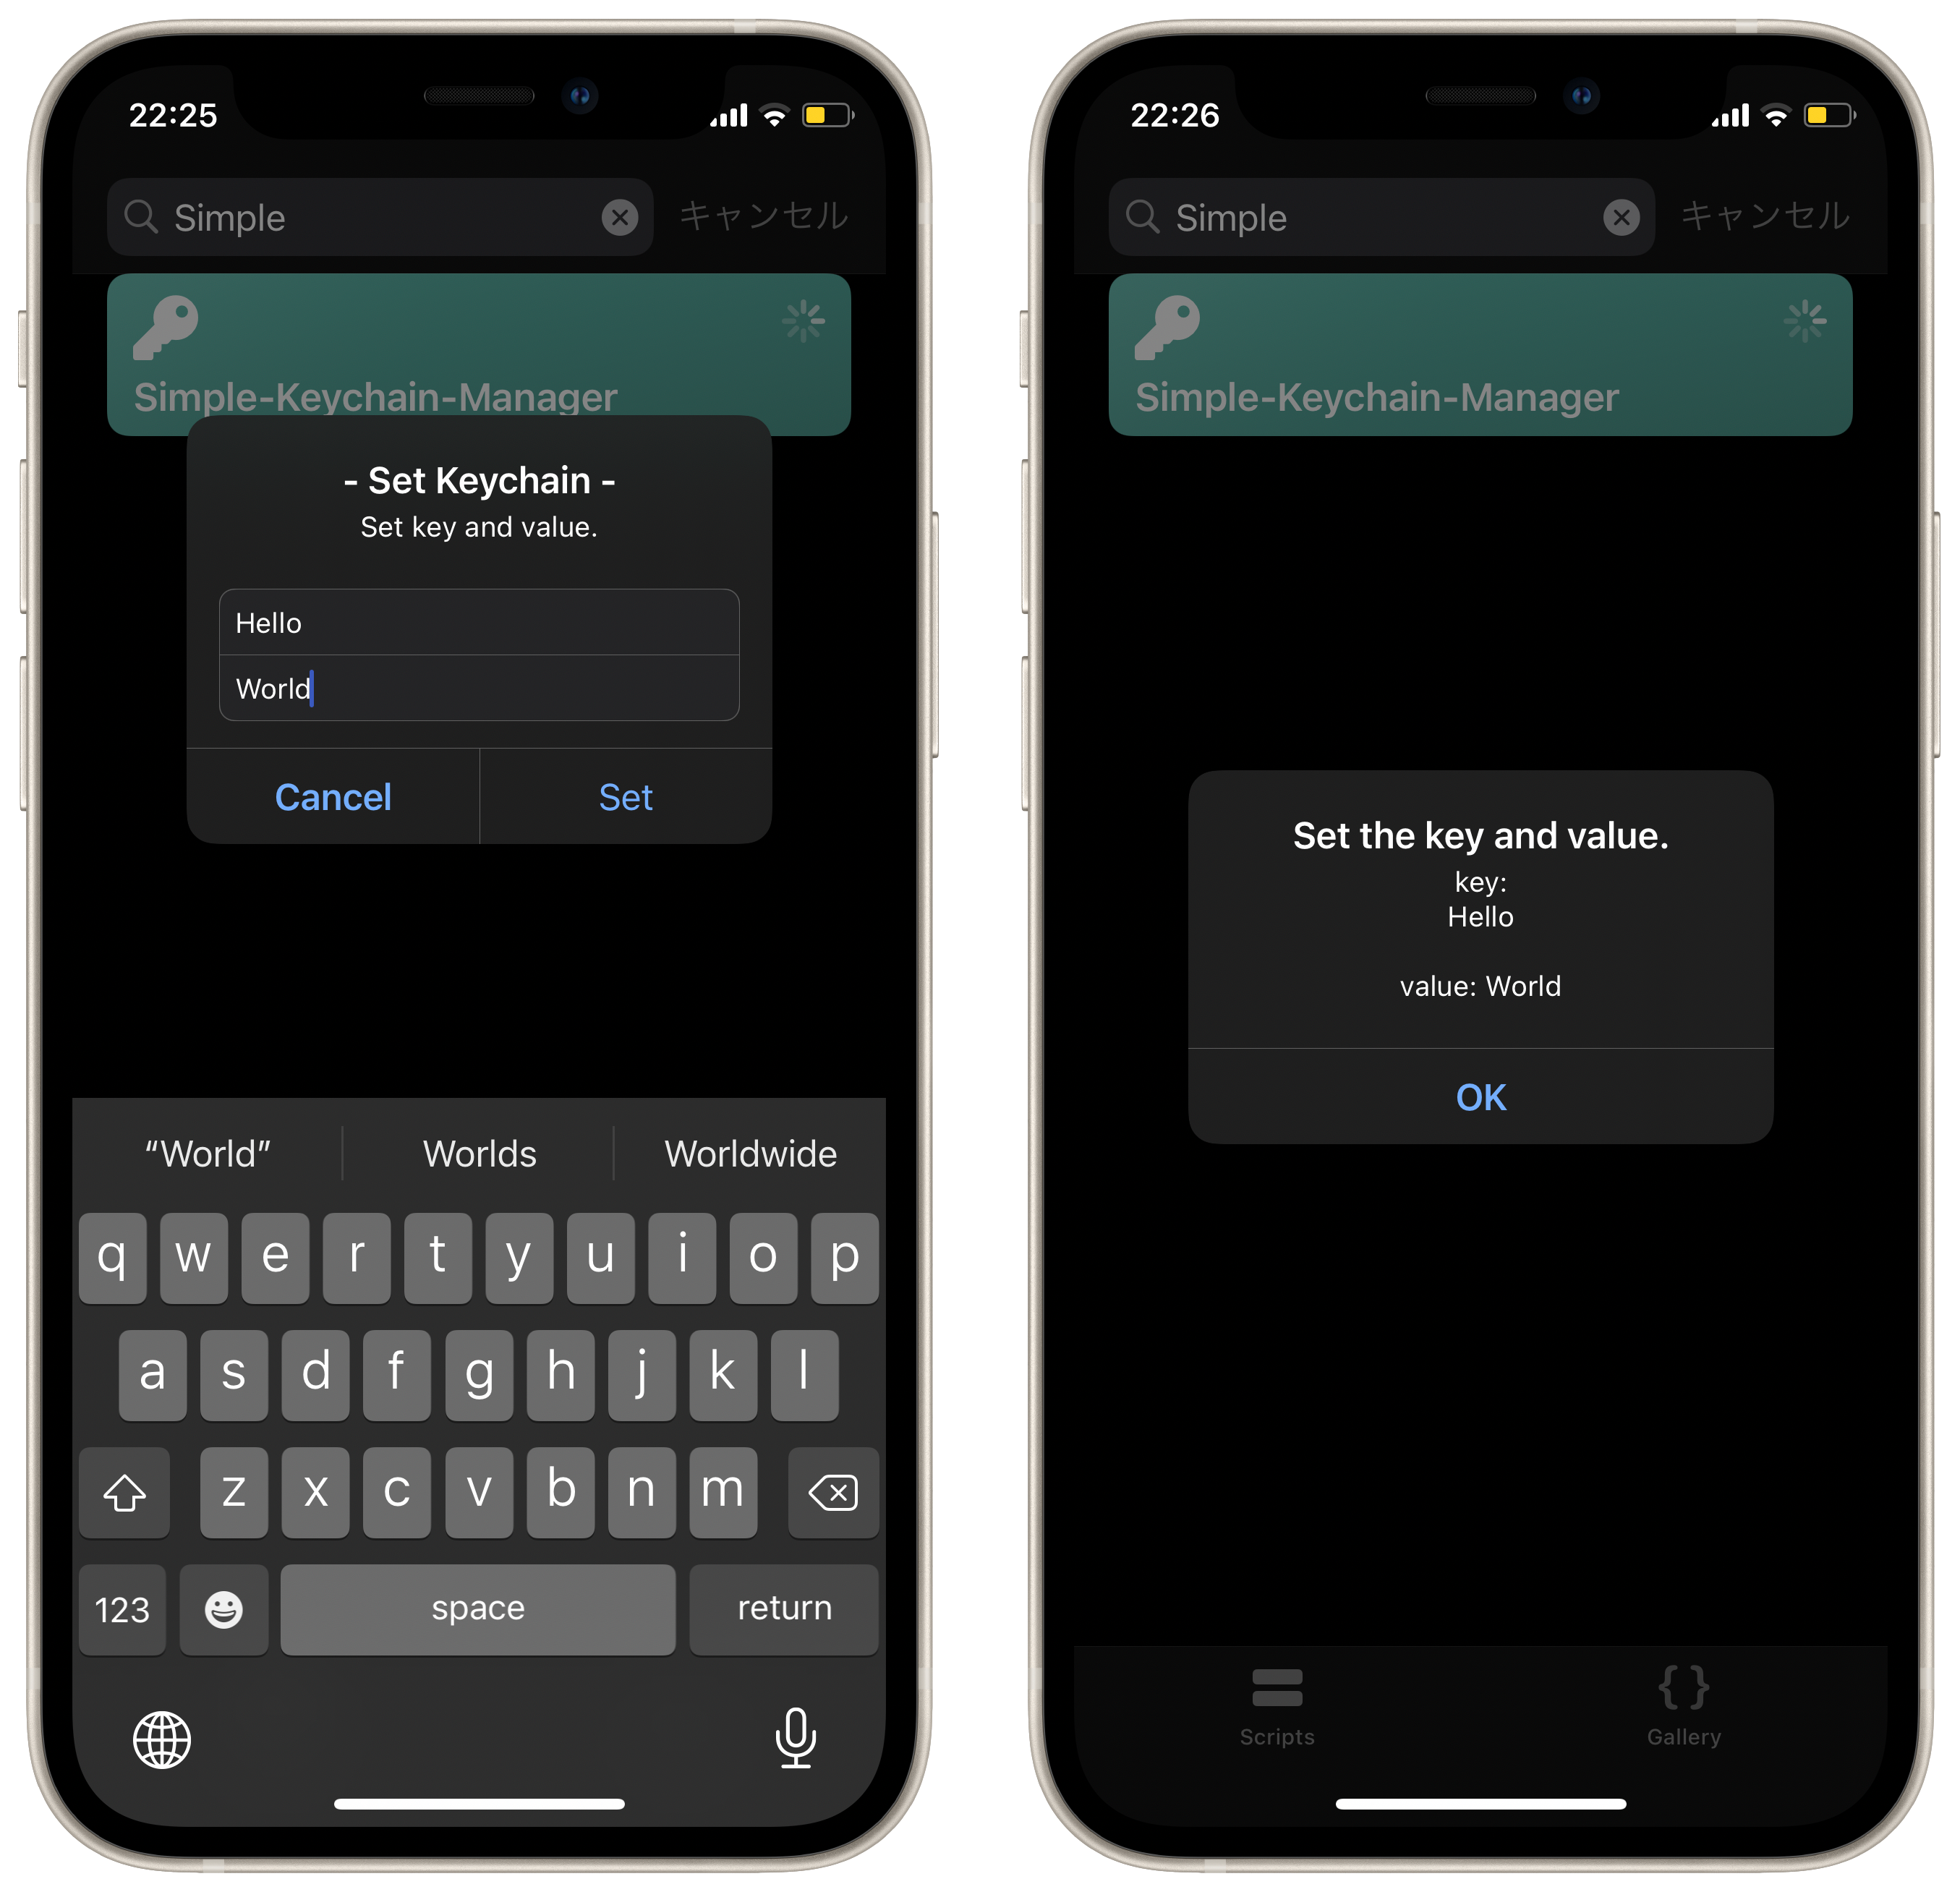 22:25
Simple
キャンセル
Simple-Keychain-Manager
- Set Keychain -
Set key and value.
Hello
World
Cancel
Set
“World”
Worlds
Worldwide
q w e r t y u i o p
a s d f g h j k l
z x c v b n m
123
space
return
22:26
Simple
キャンセル
Simple-Keychain-Manager
Set the key and value.
key:
Hello
value: World
OK
Scripts
{ }
Gallery